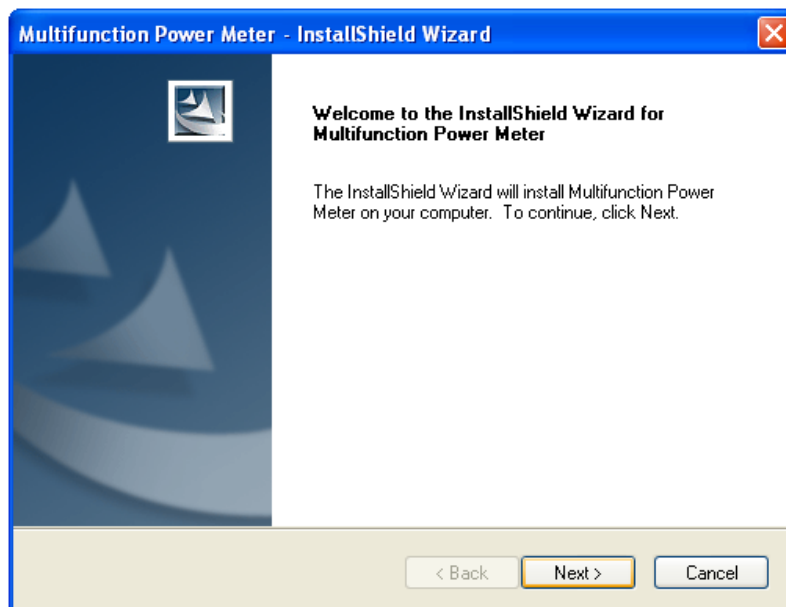 Multifunction Power Meter - InstallShield Wizard
Welcome to the InstallShield Wizard for
Multifunction Power Meter
The InstallShield Wizard will install Multifunction Power
Meter on your computer.  To continue, click Next.
< Back
Next >
Cancel